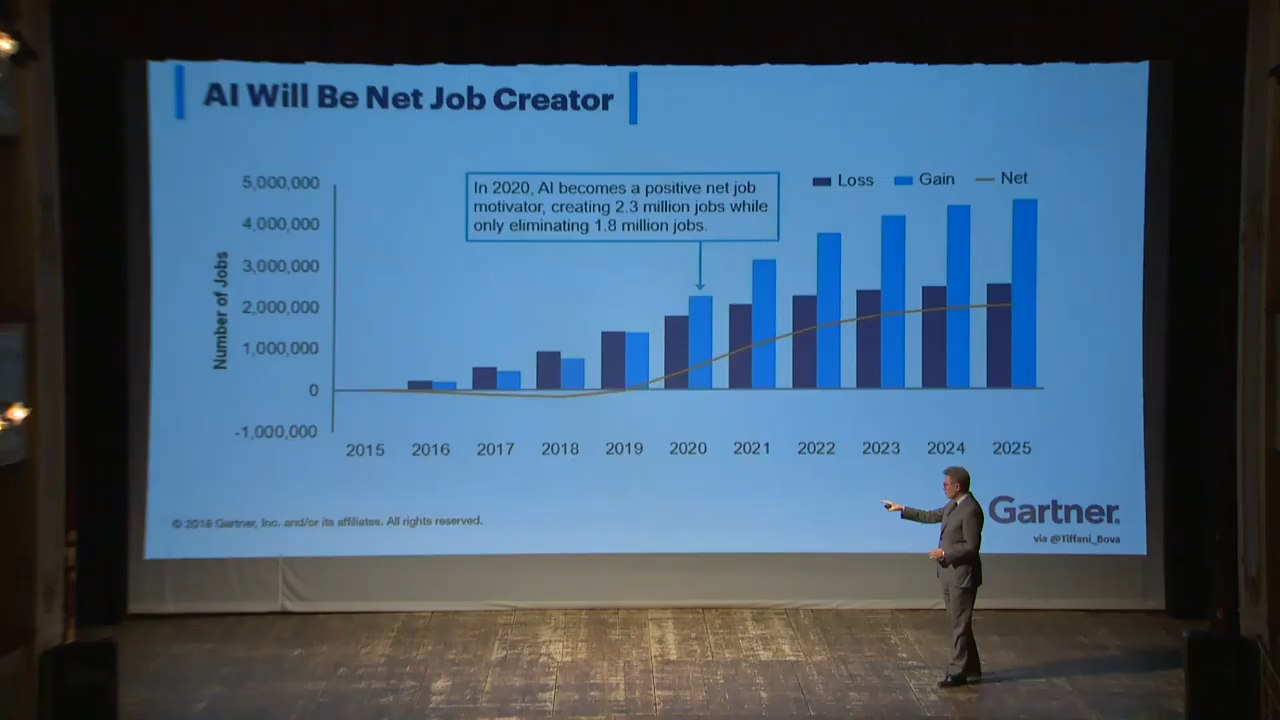 AI Will Be Net Job Creator
In 2020, AI becomes a positive net job
motivator, creating 2.3 million jobs while
only eliminating 1.8 million jobs.
Loss Gain Net
Number of Jobs
5,000,000
4,000,000
3,000,000
2,000,000
1,000,000
0
-1,000,000
2015 2016 2017 2018 2019 2020 2021 2022 2023 2024 2025
© 2018 Gartner, Inc. and/or its affiliates. All rights reserved.
Gartner.
via @Tiffani_Bova